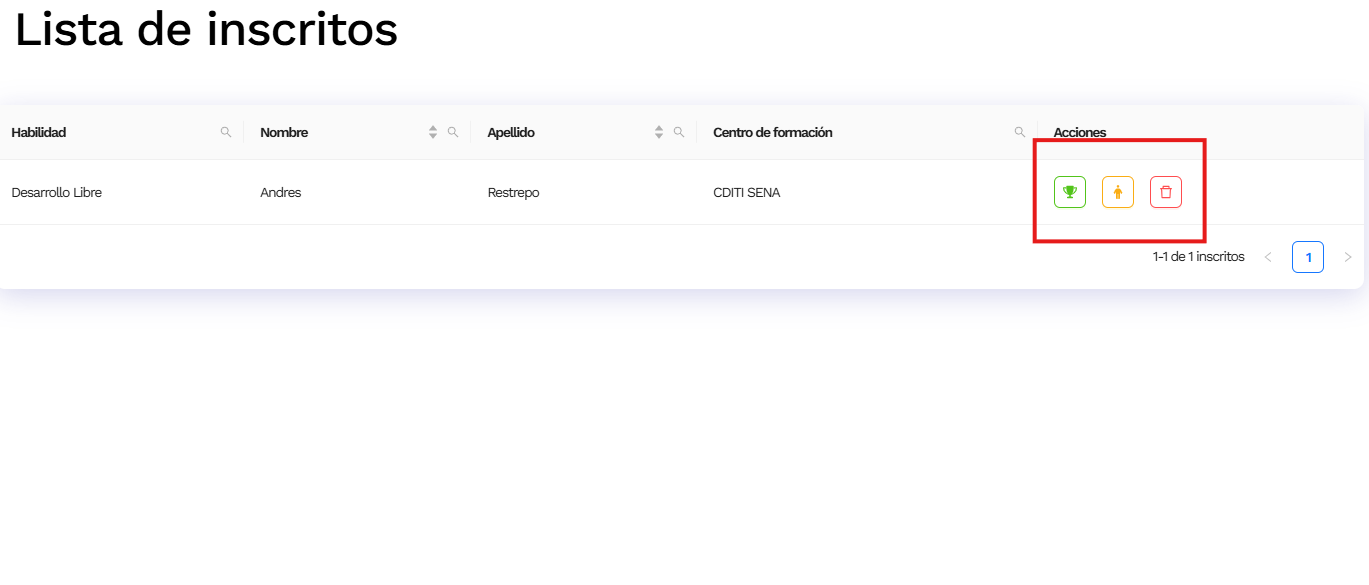 Lista de inscritos
Habilidad Nombre Apellido Centro de formación Acciones
Desarrollo Libre Andres Restrepo CDITI SENA
1-1 de 1 inscritos < 1 >